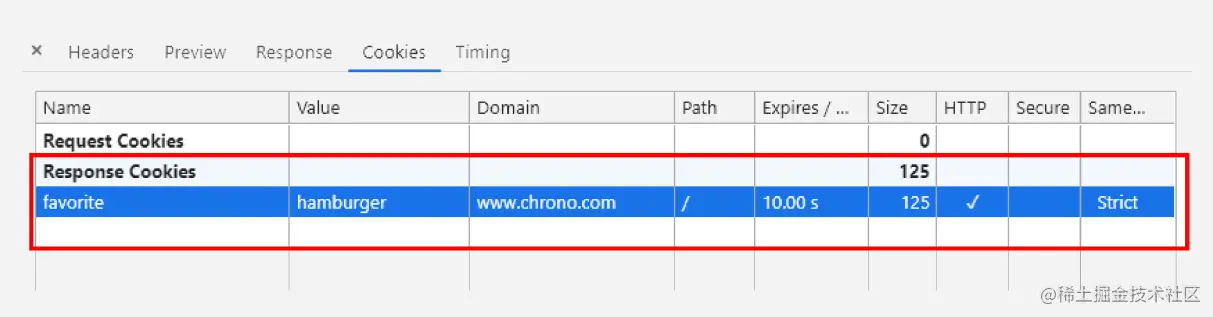 × Headers Preview Response Cookies Timing
Name Value Domain Path Expires / ... Size HTTP Secure Same...
Request Cookies 0
Response Cookies 125
favorite hamburger www.chrono.com / 10.00 s 125 ✓ Strict
@稀土掘金技术社区